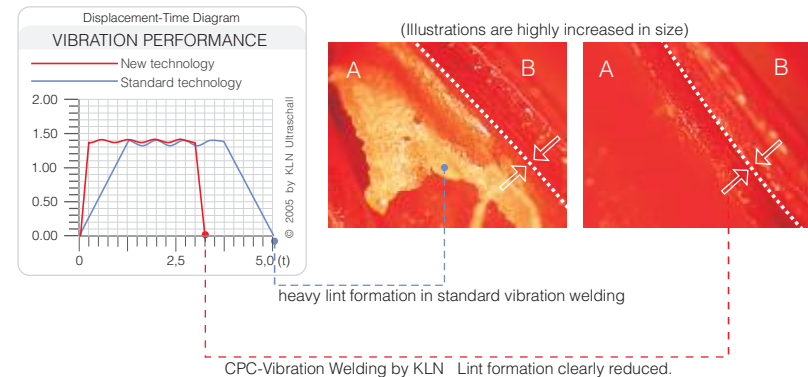 Displacement-Time Diagram
VIBRATION PERFORMANCE
New technology
Standard technology
2.00
1.50
1.00
0.50
0.00
0
2,5
5,0 (t)
© 2005 by KLN Ultraschall
(Illustrations are highly increased in size)
A
B
A
B
heavy lint formation in standard vibration welding
CPC-Vibration Welding by KLN Lint formation clearly reduced.